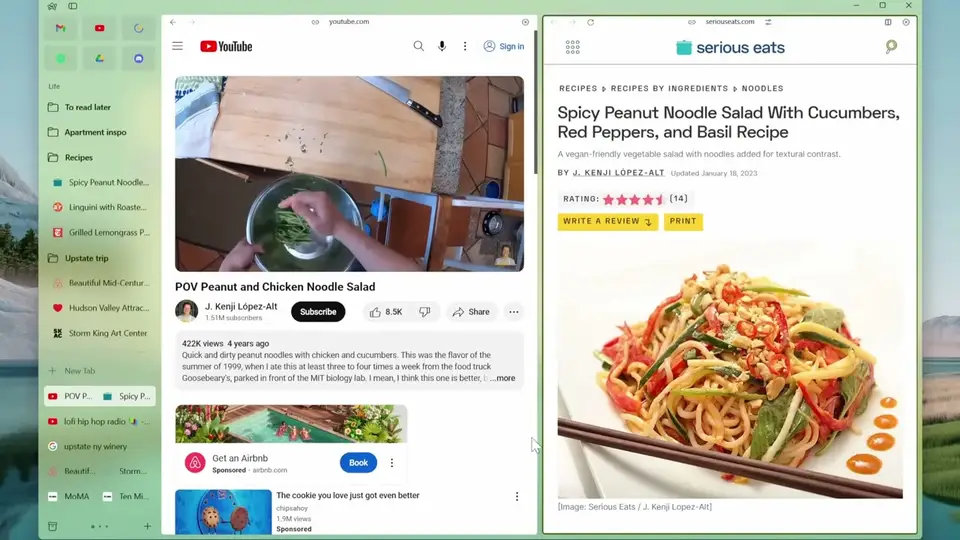 Life
To read later
Apartment inspo
Recipes
Spicy Peanut Noodle...
Linguini with Roaste...
Grilled Lemongrass P...
Upstate trip
Beautiful Mid-Centur...
Hudson Valley Attrac...
Storm King Art Center
New Tab
POV P...
Spicy P...
lofi hip hop radio
upstate ny winery
Beautif...
Storm...
MoMA
Ten Mi...
youtube.com
YouTube
Sign in
POV Peanut and Chicken Noodle Salad
J. Kenji López-Alt
1.51M subscribers
Subscribe
8.5K
Share
422K views 4 years ago
Quick and dirty peanut noodles with chicken and cucumbers. This was the flavor of the
summer of 1999, when I ate this at least three to four times a week from the food truck
Goosebeary's, parked in front of the MIT biology lab. I mean, I think this one is better, b ...more
Get an Airbnb
Sponsored · airbnb.com
Book
The cookie you love just got even better
chipsahoy
1.9M views
Sponsored
seriouseats.com
serious eats
RECIPES
RECIPES BY INGREDIENTS
NOODLES
Spicy Peanut Noodle Salad With Cucumbers,
Red Peppers, and Basil Recipe
A vegan-friendly vegetable salad with noodles added for textural contrast.
BY J. KENJI LÓPEZ-ALT Updated January 18, 2023
RATING: (14)
WRITE A REVIEW
PRINT
[Image: Serious Eats / J. Kenji Lopez-Alt]